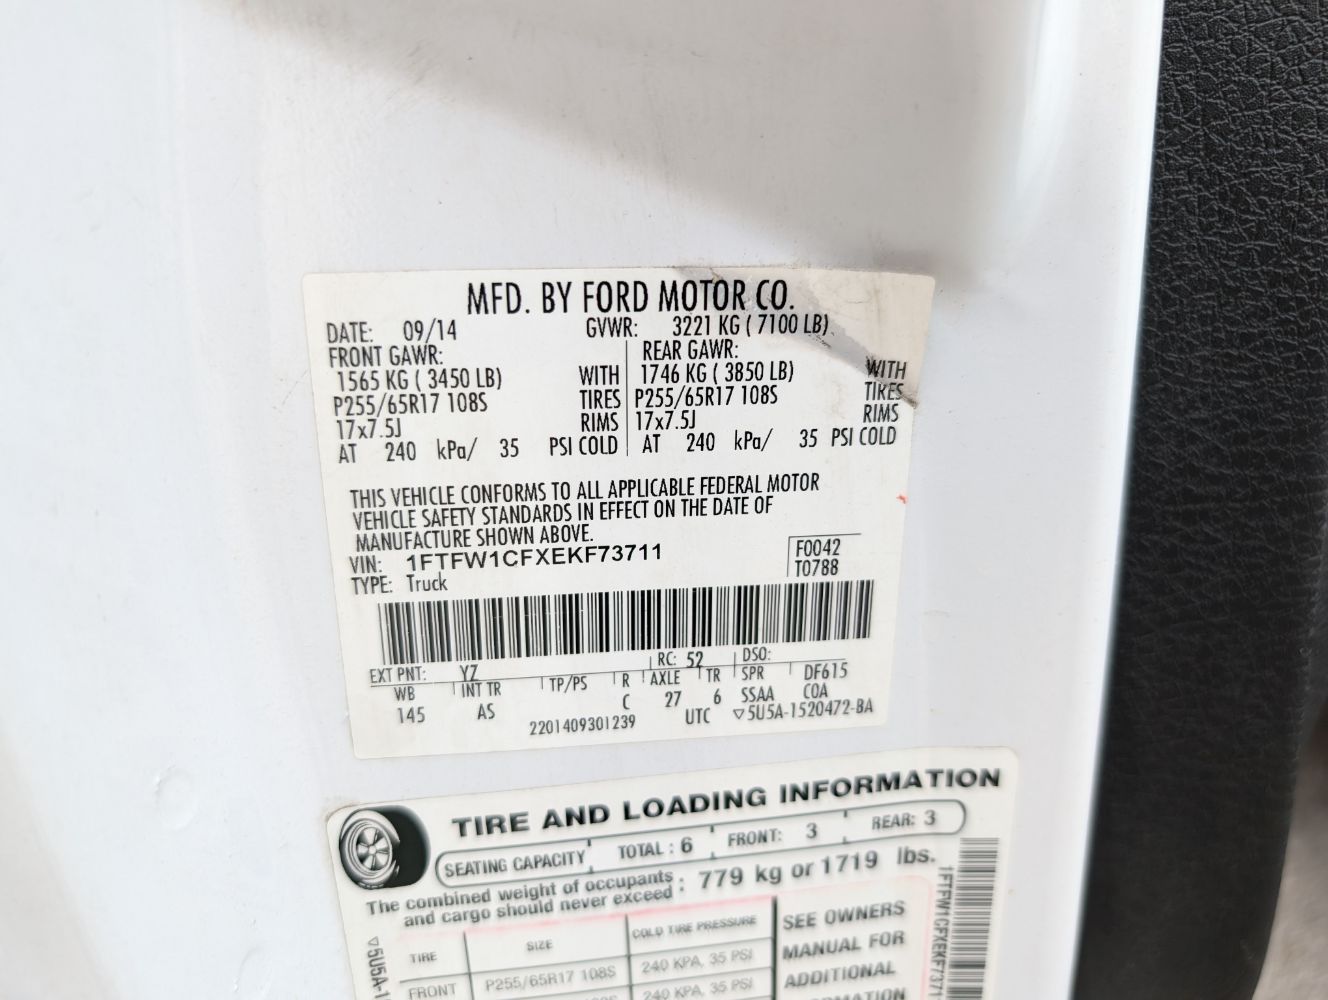 MFD. BY FORD MOTOR CO.
DATE: 09/14 GVWR: 3221 KG ( 7100 LB)
FRONT GAWR: REAR GAWR:
1565 KG ( 3450 LB) WITH 1746 KG ( 3850 LB) WITH
P255/65R17 108S TIRES P255/65R17 108S TIRES
17x7.5J RIMS 17x7.5J RIMS
AT 240 kPa/ 35 PSI COLD AT 240 kPa/ 35 PSI COLD
THIS VEHICLE CONFORMS TO ALL APPLICABLE FEDERAL MOTOR
VEHICLE SAFETY STANDARDS IN EFFECT ON THE DATE OF
MANUFACTURE SHOWN ABOVE.
VIN: 1FTFW1CFXEKF73711 F0042
TYPE: Truck T0788
EXT PNT: YZ RC: 52 DSO:
WB INT TR TP/PS R AXLE TR SPR DF615
145 AS C 27 6 SSAA COA
2201409301239 UTC ▽5U5A-1520472-BA
TIRE AND LOADING INFORMATION
SEATING CAPACITY TOTAL : 6 FRONT: 3 REAR: 3
The combined weight of occupants : 779 kg or 1719 lbs.
and cargo should never exceed
TIRE SIZE COLD TIRE PRESSURE SEE OWNERS
MANUAL FOR
FRONT P255/65R17 108S 240 KPA, 35 PSI ADDITIONAL
240 KPA, 35 PSI
1FTFW1CFXEKF7371
▽5U5A-1